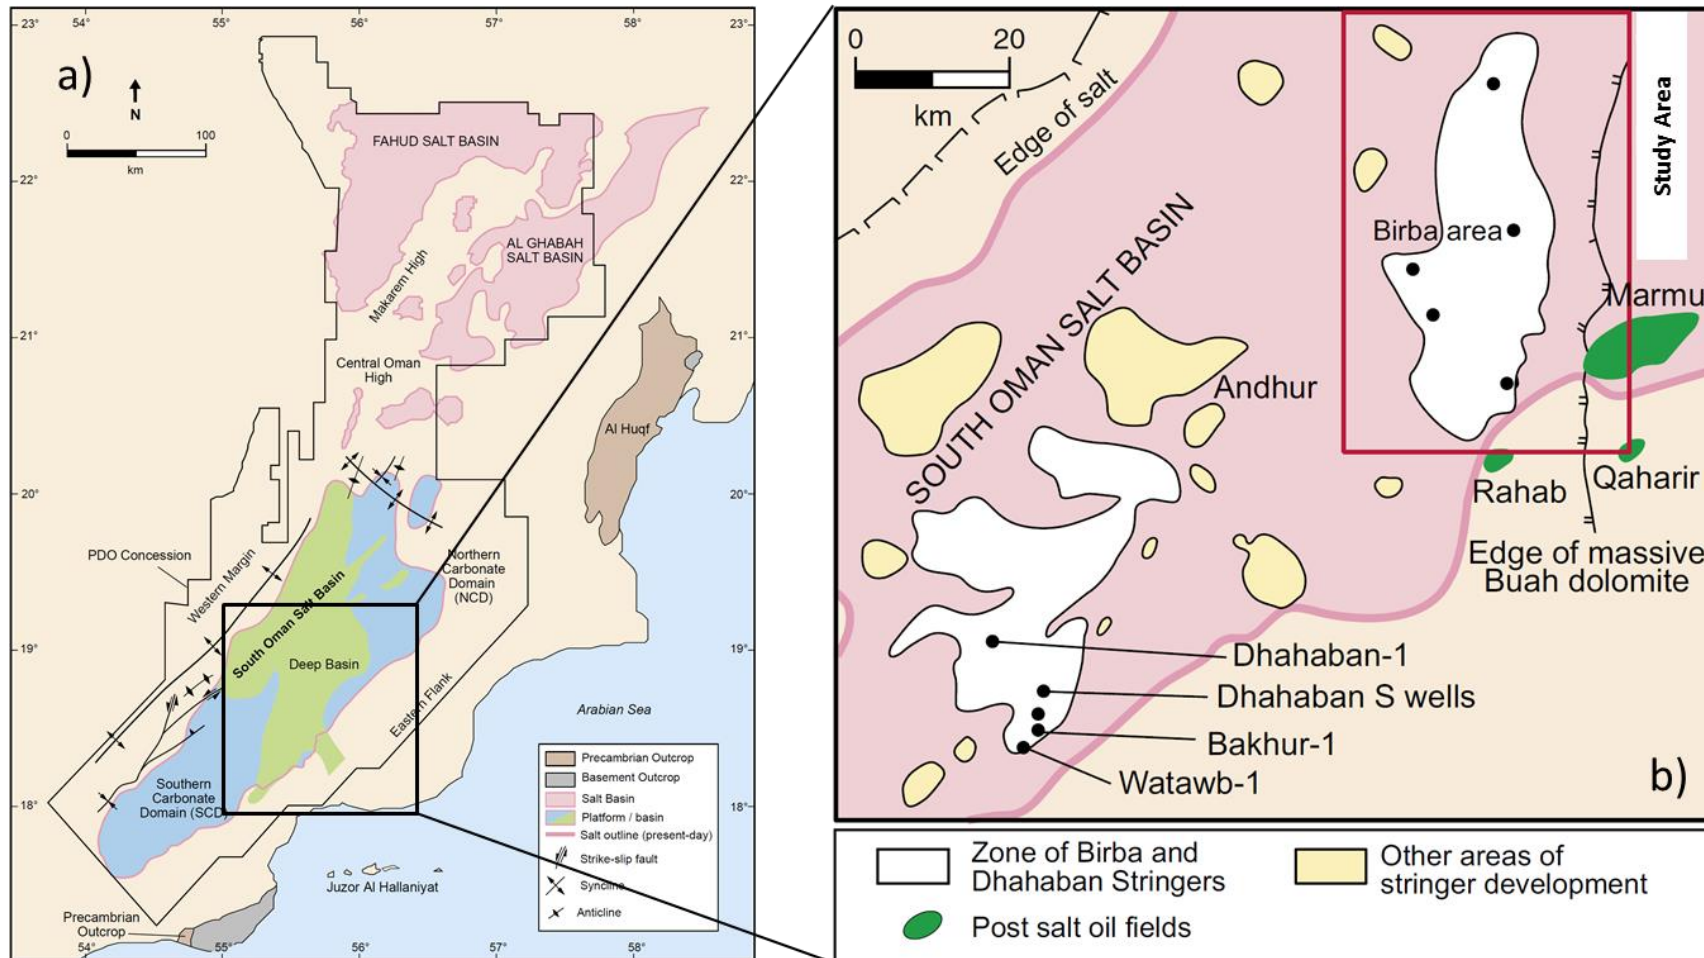 23°
54°
55°
56°
57°
58°
23°
a)
N
0
100
km
FAHUD SALT BASIN
22°
22°
AL GHABAH
SALT BASIN
Makarem High
21°
21°
Central Oman
High
Al Huqf
20°
20°
PDO Concession
Western Margin
Northern
Carbonate
Domain
(NCD)
South Oman Salt Basin
19°
19°
Deep Basin
Eastern Flank
Arabian Sea
Southern
Carbonate
Domain (SCD)
18°
18°
Precambrian Outcrop
Basement Outcrop
Salt Basin
Platform / basin
Salt outline (present-day)
Strike-slip fault
Syncline
Anticline
Juzor Al Hallaniyat
Precambrian
Outcrop
54°
55°
56°
57°
58°
0
20
km
Edge of salt
Study Area
Birba area
SOUTH OMAN SALT BASIN
Marmu
Andhur
Rahab
Qaharir
Edge of massive
Buah dolomite
Dhahaban-1
Dhahaban S wells
Bakhur-1
Watawb-1
b)
Zone of Birba and
Dhahaban Stringers
Other areas of
stringer development
Post salt oil fields